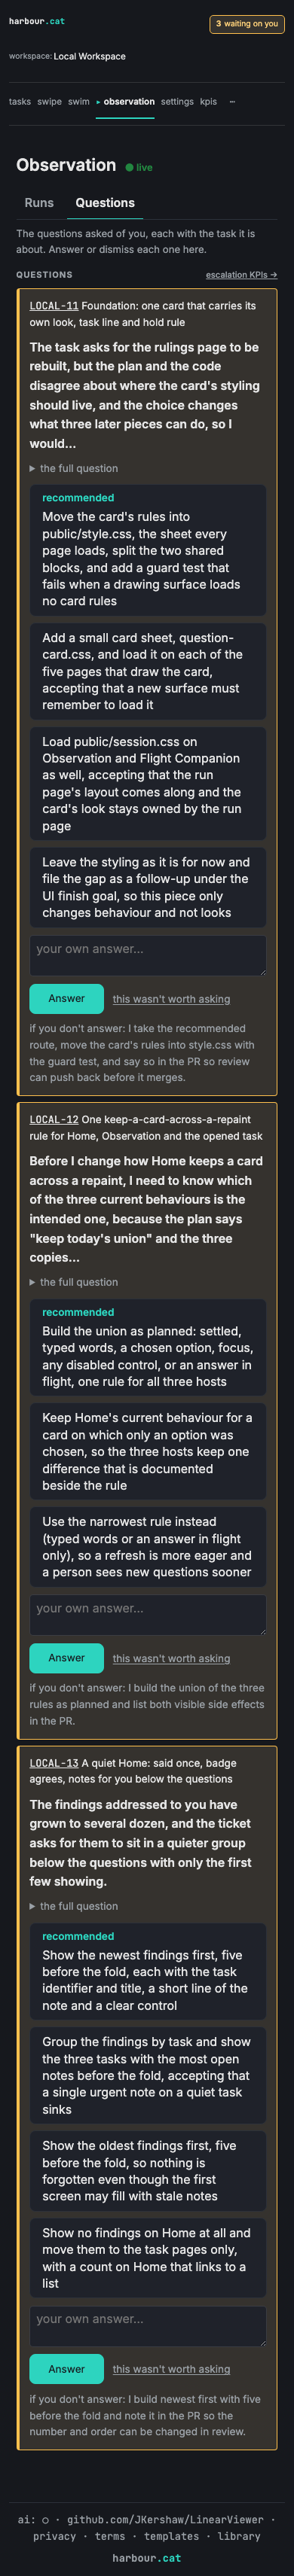 harbour.cat
3 waiting on you
workspace: Local Workspace
tasks swipe swim ▸ observation settings kpis ⋯
Observation ● live
Runs Questions
The questions asked of you, each with the task it is
about. Answer or dismiss each one here.
QUESTIONS escalation KPIs →
LOCAL-11 Foundation: one card that carries its
own look, task line and hold rule
The task asks for the rulings page to be
rebuilt, but the plan and the code
disagree about where the card's styling
should live, and the choice changes
what three later pieces can do, so I
would…
▸ the full question
recommended
Move the card's rules into
public/style.css, the sheet every
page loads, split the two shared
blocks, and add a guard test that
fails when a drawing surface loads
no card rules
Add a small card sheet, question-
card.css, and load it on each of the
five pages that draw the card,
accepting that a new surface must
remember to load it
Load public/session.css on
Observation and Flight Companion
as well, accepting that the run
page's layout comes along and the
card's look stays owned by the run
page
Leave the styling as it is for now and
file the gap as a follow-up under the
UI finish goal, so this piece only
changes behaviour and not looks
your own answer...
Answer this wasn't worth asking
if you don't answer: I take the recommended
route, move the card's rules into style.css with
the guard test, and say so in the PR so review
can push back before it merges.
LOCAL-12 One keep-a-card-across-a-repaint
rule for Home, Observation and the opened task
Before I change how Home keeps a card
across a repaint, I need to know which
of the three current behaviours is the
intended one, because the plan says
"keep today's union" and the three
copies…
▸ the full question
recommended
Build the union as planned: settled,
typed words, a chosen option, focus,
any disabled control, or an answer in
flight, one rule for all three hosts
Keep Home's current behaviour for a
card on which only an option was
chosen, so the three hosts keep one
difference that is documented
beside the rule
Use the narrowest rule instead
(typed words or an answer in flight
only), so a refresh is more eager and
a person sees new questions sooner
your own answer...
Answer this wasn't worth asking
if you don't answer: I build the union of the three
rules as planned and list both visible side effects
in the PR.
LOCAL-13 A quiet Home: said once, badge
agrees, notes for you below the questions
The findings addressed to you have
grown to several dozen, and the ticket
asks for them to sit in a quieter group
below the questions with only the first
few showing.
▸ the full question
recommended
Show the newest findings first, five
before the fold, each with the task
identifier and title, a short line of the
note and a clear control
Group the findings by task and show
the three tasks with the most open
notes before the fold, accepting that
a single urgent note on a quiet task
sinks
Show the oldest findings first, five
before the fold, so nothing is
forgotten even though the first
screen may fill with stale notes
Show no findings on Home at all and
move them to the task pages only,
with a count on Home that links to a
list
your own answer...
Answer this wasn't worth asking
if you don't answer: I build newest first with five
before the fold and note it in the PR so the
number and order can be changed in review.
ai: ○ · github.com/JKershaw/LinearViewer ·
privacy · terms · templates · library
harbour.cat